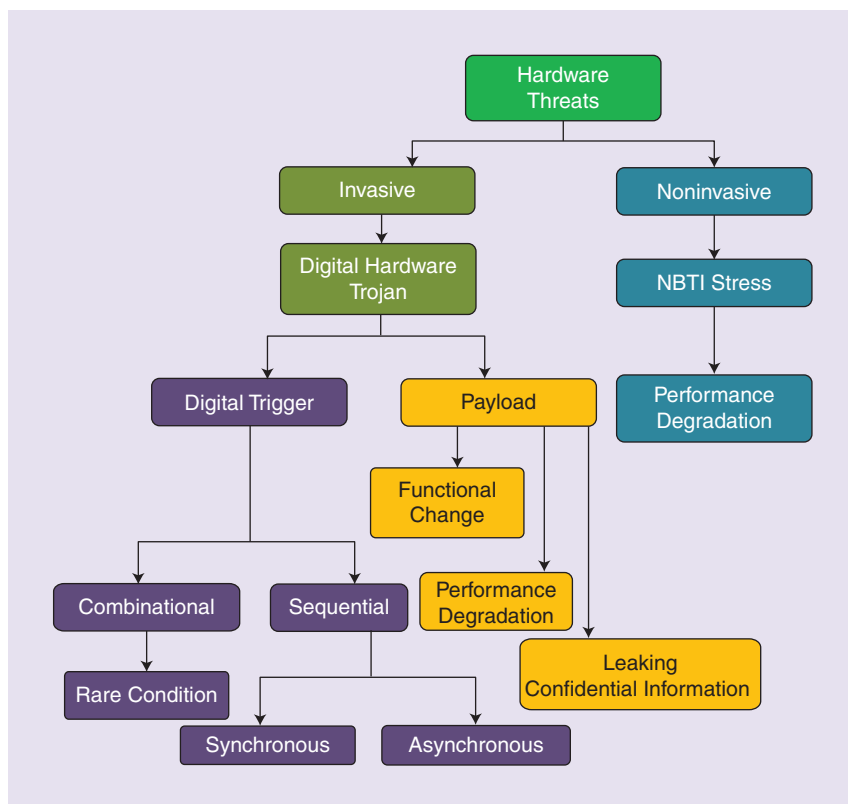 Hardware
Threats
Invasive
Noninvasive
Digital Hardware
Trojan
NBTI Stress
Digital Trigger
Payload
Performance
Degradation
Functional
Change
Combinational
Sequential
Performance
Degradation
Rare Condition
Leaking
Confidential Information
Synchronous
Asynchronous